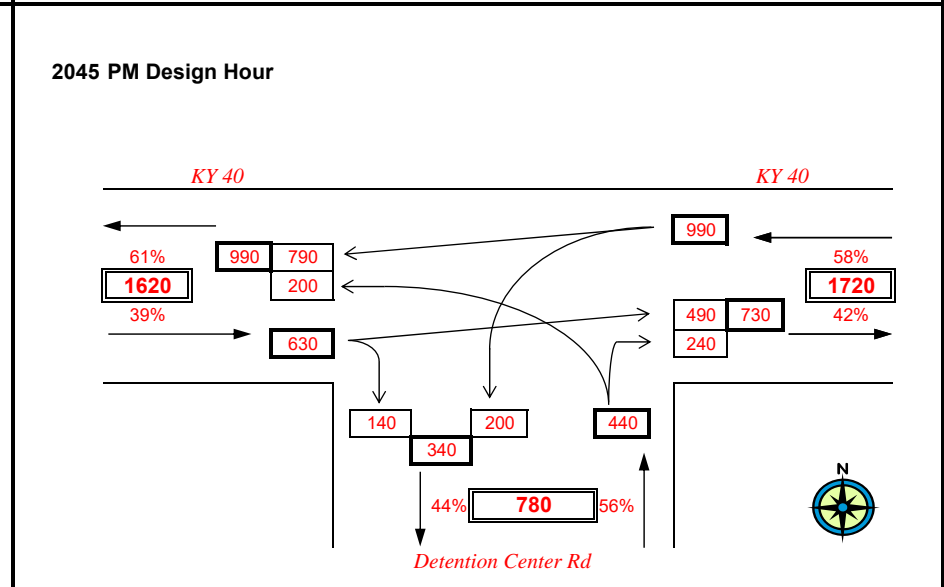 2045 PM Design Hour
KY 40 KY 40
990
61% 990 790 58%
1620 200 1720
39% 490 730 42%
630 240
140 200 440
340
N
44% 780 56%
Detention Center Rd